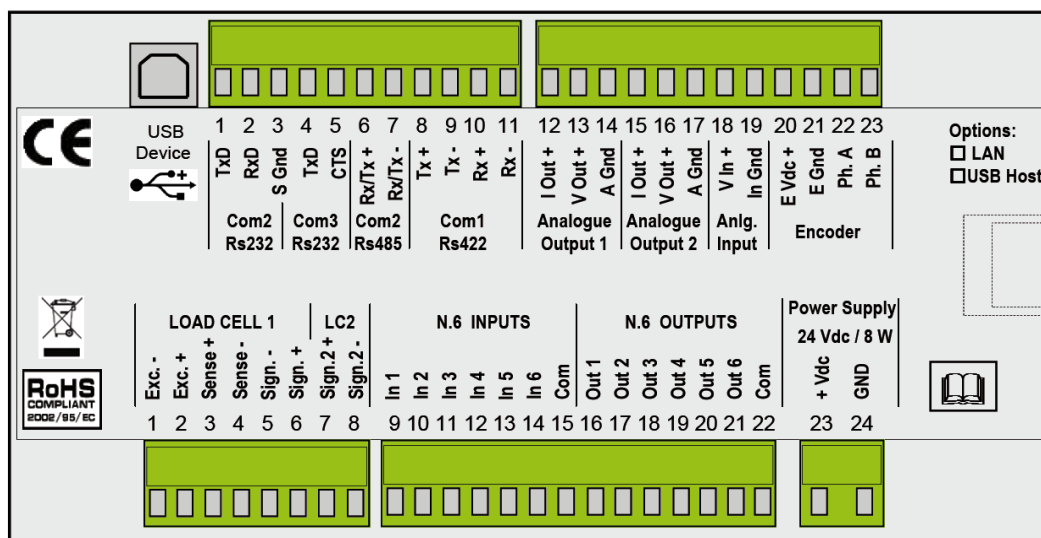 USB
Device
1 2 3 4 5 6 7 8 9 10 11
12 13 14 15 16 17 18 19 20 21 22 23
TxD
RxD
S Gnd
TxD
CTS
Rx/Tx +
Rx/Tx -
Tx +
Tx -
Rx +
Rx -
I Out +
V Out +
A Gnd
I Out +
V Out +
A Gnd
V In +
In Gnd
E Vdc +
E Gnd
Ph. A
Ph. B
Com2
Rs232
Com3
Rs232
Com2
Rs485
Com1
Rs422
Analogue
Output 1
Analogue
Output 2
Anlg.
Input
Encoder
Options:
LAN
USB Host
CE
RoHS
COMPLIANT
2002/95/EC
LOAD CELL 1
LC2
N.6 INPUTS
N.6 OUTPUTS
Power Supply
24 Vdc / 8 W
Exc. -
Exc. +
Sense +
Sense -
Sign. -
Sign. +
Sign.2 +
Sign.2 -
In 1
In 2
In 3
In 4
In 5
In 6
Com
Out 1
Out 2
Out 3
Out 4
Out 5
Out 6
Com
+ Vdc
GND
1 2 3 4 5 6 7 8
9 10 11 12 13 14 15 16 17 18 19 20 21 22
23 24